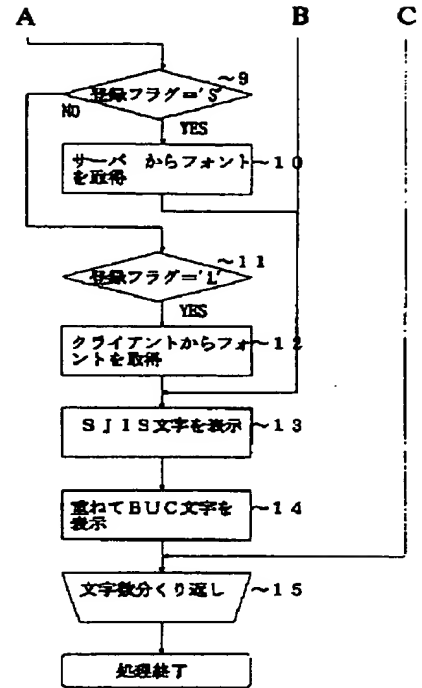 A B C
登録フラグ='S' ~9
NO
YES
サーバ からフォント ~10
を取得
登録フラグ='L' ~11
YES
クライアントからフォ ~12
ントを取得
SJIS文字を表示 ~13
重ねてBUC文字を ~14
表示
文字数分くり返し ~15
処理終了